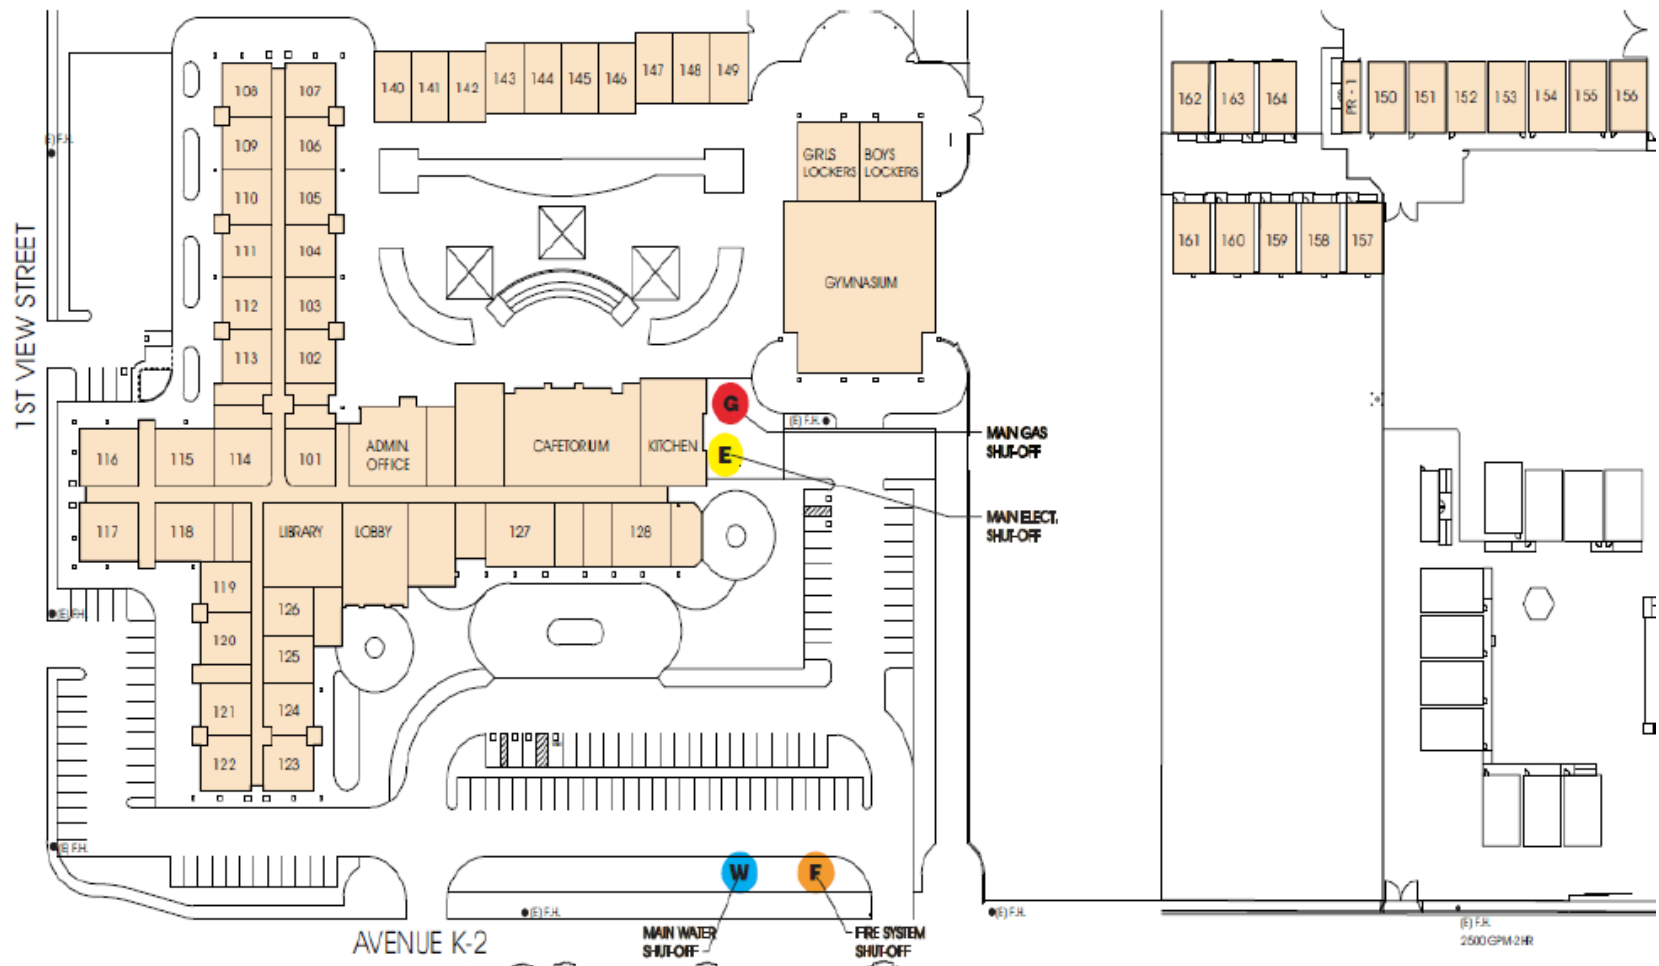 140 141 142 143 144 145 146 147 148 149
162 163 164 PR - 1 150 151 152 153 154 155 156
108 107
(E) F.H.
109 106
GIRLS
LOCKERS
BOYS
LOCKERS
110 105
111 104
161 160 159 158 157
GYMNASIUM
112 103
113 102
1 ST VIEW STREET
G
(E) F.H.
MAIN GAS
SHUT-OFF
116 115 114 101
ADMIN.
OFFICE
CAFETORIUM
KITCHEN
E
MAIN ELECT.
SHUT-OFF
117 118
LIBRARY
LOBBY
127 128
119
126
(E) F.H.
120
125
121 124
122 123
(E) F.H.
W F
(E) F.H.
(E) F.H.
(E) F.H.
2500 GPM-2HR
AVENUE K-2
MAIN WATER
SHUT-OFF
FIRE SYSTEM
SHUT-OFF